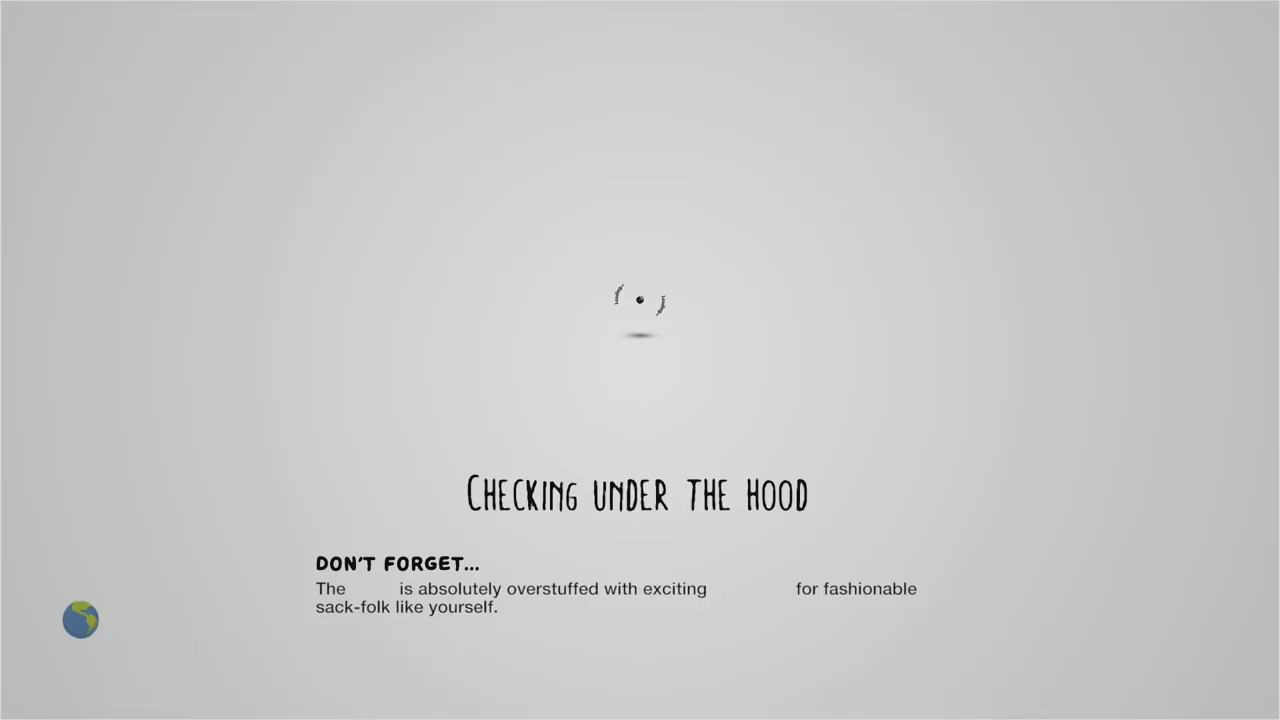 CHECKING UNDER THE HOOD
DON'T FORGET...
The is absolutely overstuffed with exciting for fashionable
sack-folk like yourself.